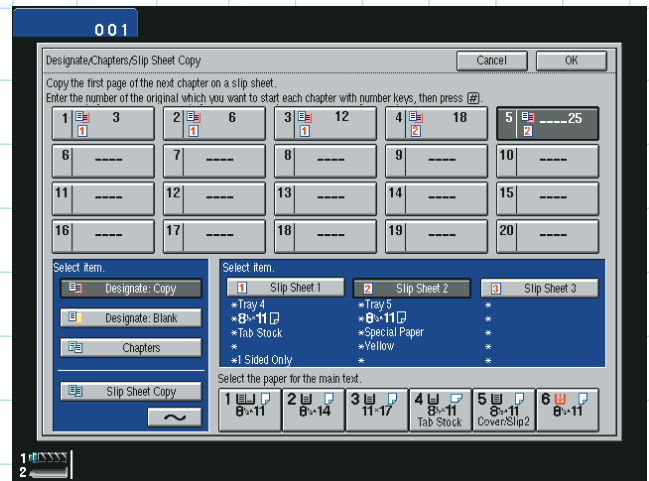 001
Designate/Chapters/Slip Sheet Copy
Cancel
OK
Copy the first page of the next chapter on a slip sheet.
Enter the number of the original which you want to start each chapter with number keys, then press #.
1 1 3
2 1 6
3 1 12
4 2 18
5 2 ____25
6 ----
7 ----
8 ----
9 ----
10 ----
11 ----
12 ----
13 ----
14 ----
15 ----
16 ----
17 ----
18 ----
19 ----
20 ----
Select item.
Designate: Copy
Designate: Blank
Chapters
Slip Sheet Copy
~
Select item.
1 Slip Sheet 1
2 Slip Sheet 2
3 Slip Sheet 3
*Tray 4
*8½×11
*Tab Stock
*
*1 Sided Only
*Tray 5
*8½×11
*Special Paper
*Yellow
*
*
*
*
*
*
Select the paper for the main text.
1 8½×11
2 8½×14
3 11×17
4 8½×11
Tab Stock
5 8½×11
Cover/Slip2
6 8½×11
1
2